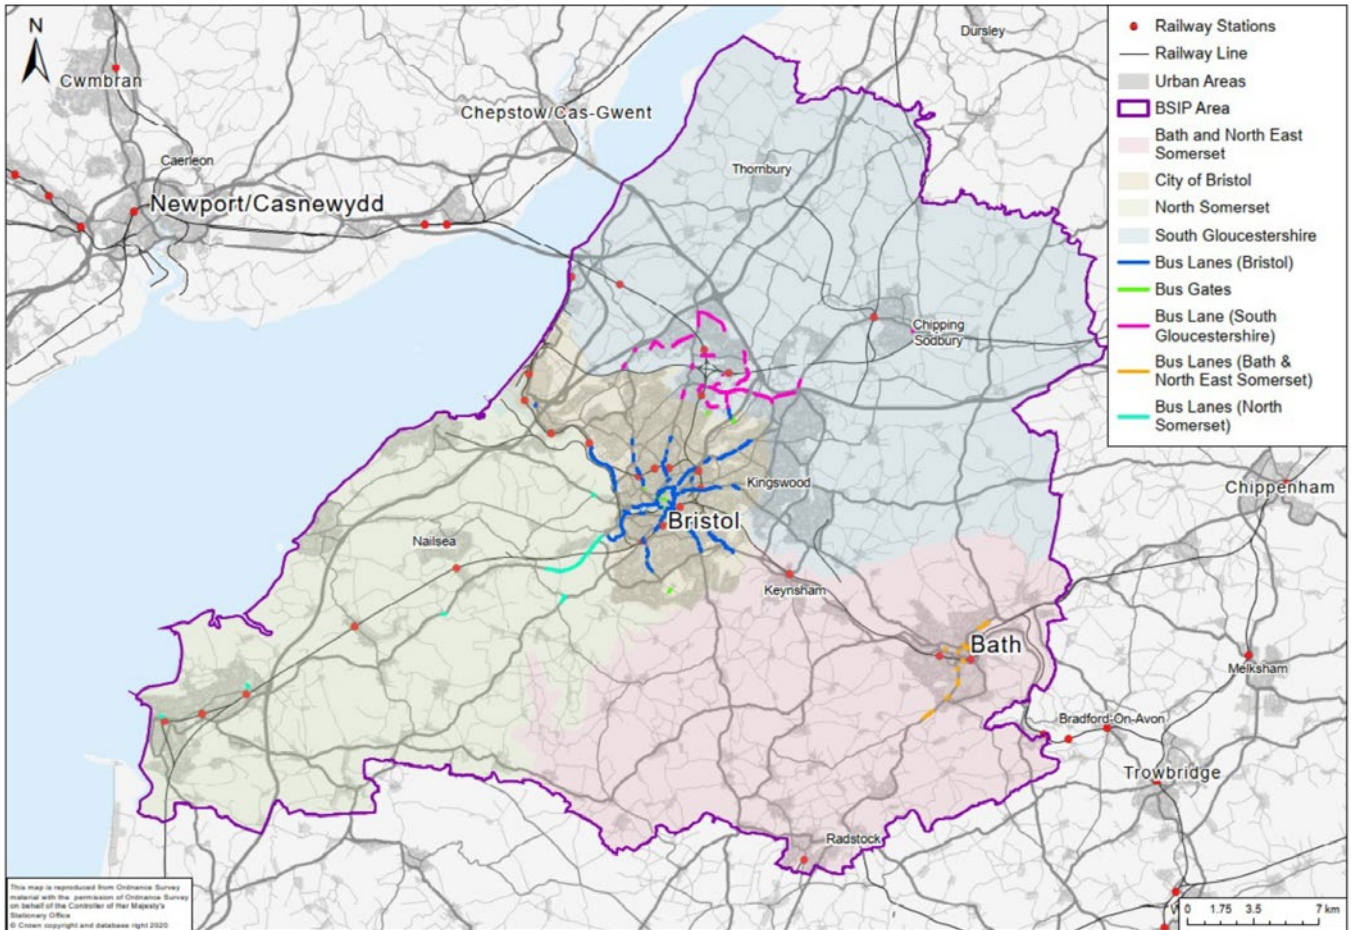 N
Cwmbran
Caerleon
Newport/Casnewydd
Chepstow/Cas-Gwent
Dursley
Thornbury
Chipping
Sodbury
Kingswood
Bristol
Nailsea
Keynsham
Bath
Radstock
Chippenham
Melksham
Bradford-On-Avon
Trowbridge
Railway Stations
Railway Line
Urban Areas
BSIP Area
Bath and North East
Somerset
City of Bristol
North Somerset
South Gloucestershire
Bus Lanes (Bristol)
Bus Gates
Bus Lane (South
Gloucestershire)
Bus Lanes (Bath &
North East Somerset)
Bus Lanes (North
Somerset)
This map is reproduced from Ordnance Survey
material with the permission of Ordnance Survey
on behalf of the Controller of Her Majesty's
Stationary Office
© Crown copyright and database right 2020
0 1.75 3.5 7 km